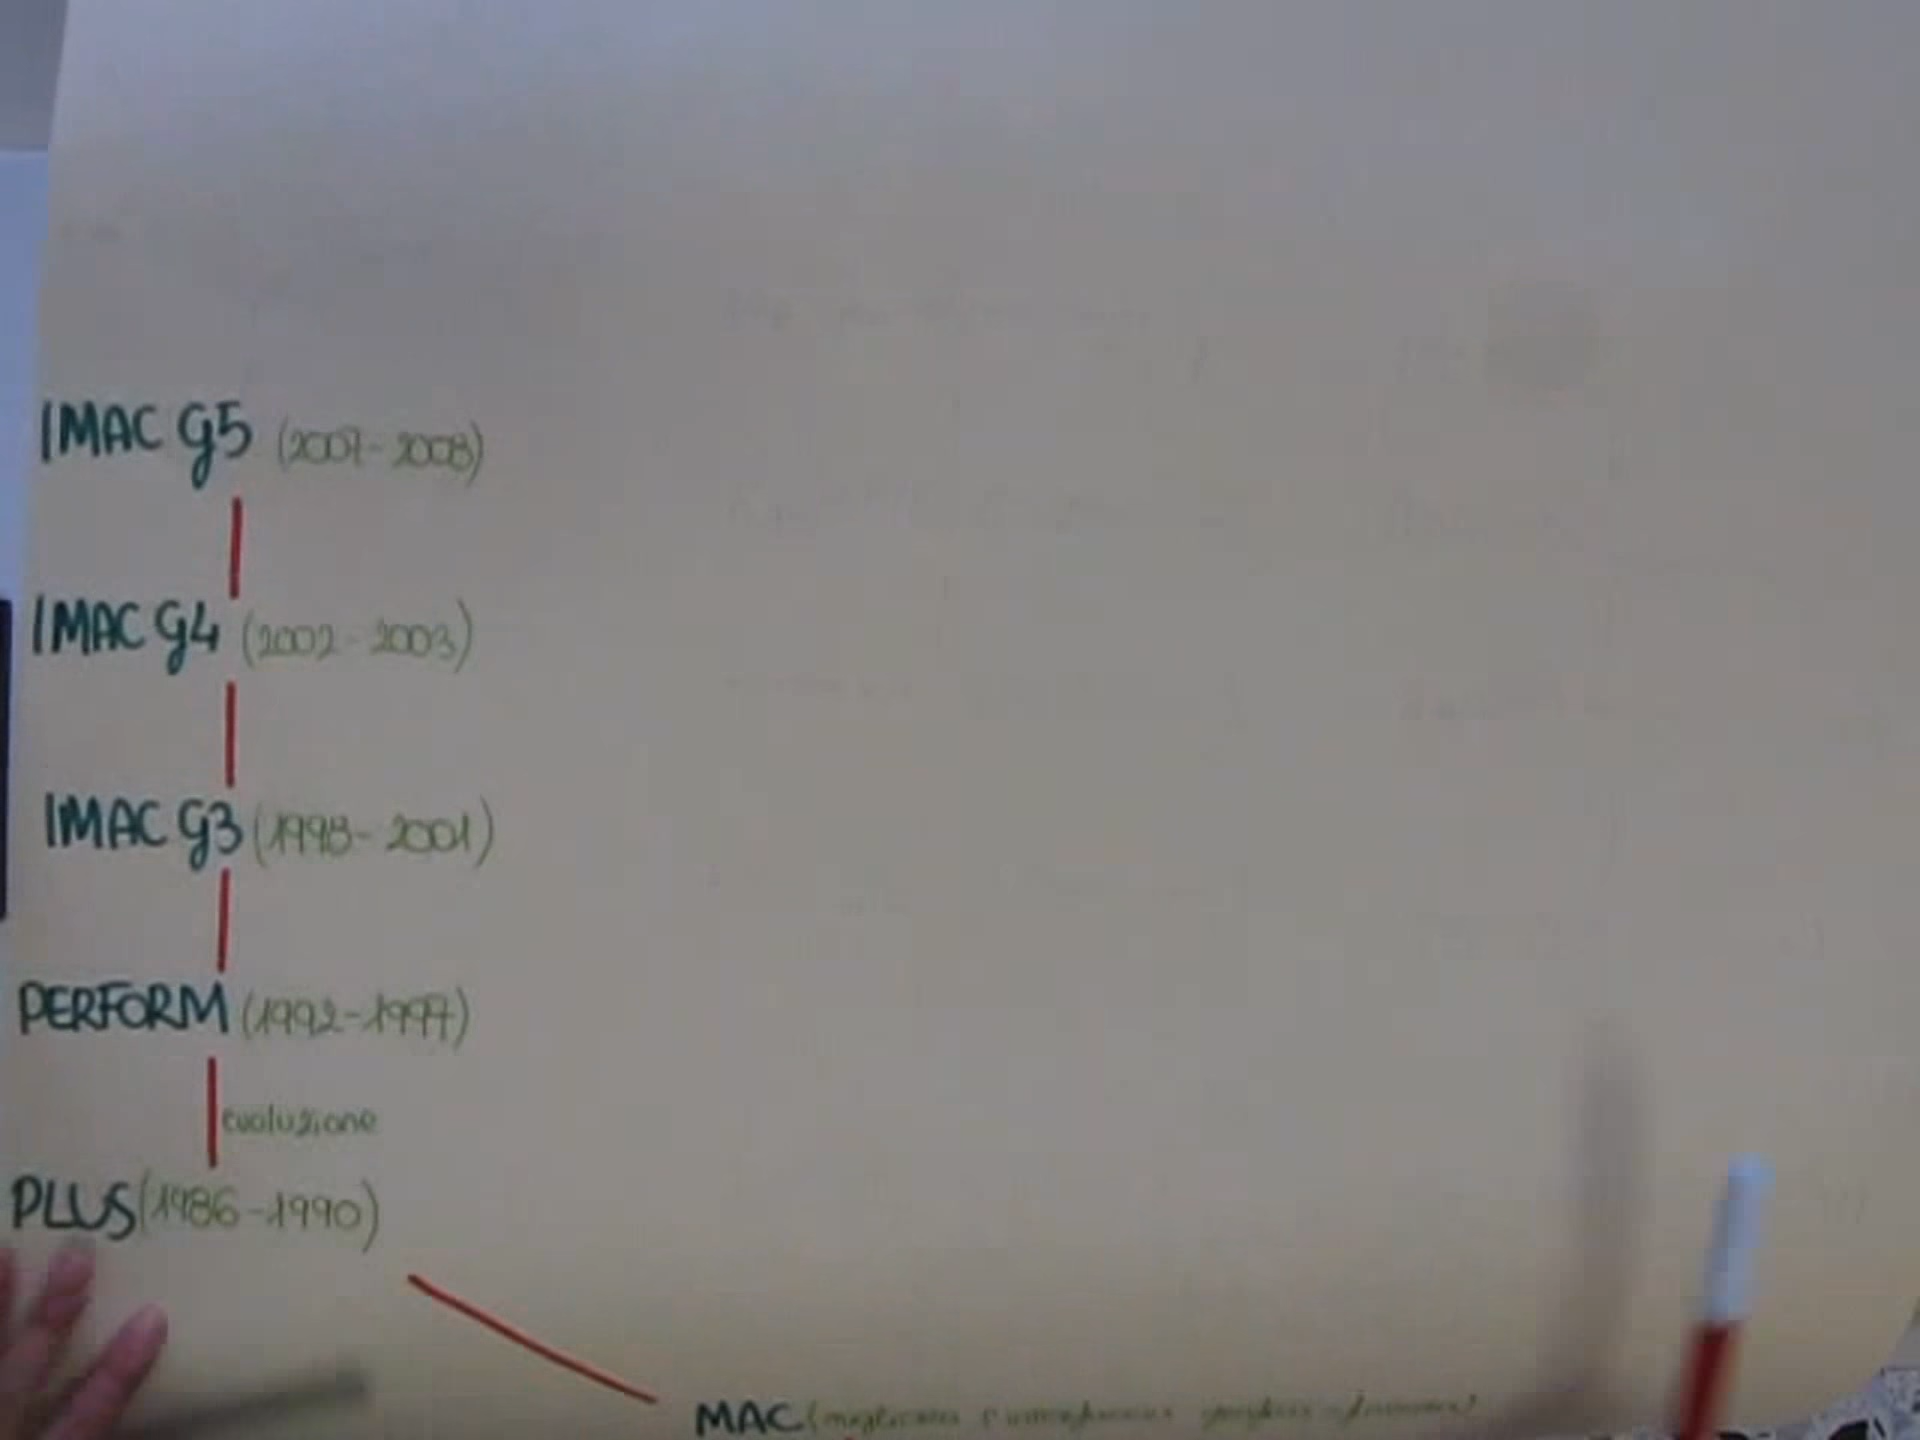 IMAC G5 (2007-2008)
IMAC G4 (2002-2003)
IMAC G3 (1998-2001)
PERFORM (1992-1997)
evoluzione
PLUS (1986-1990)
MAC